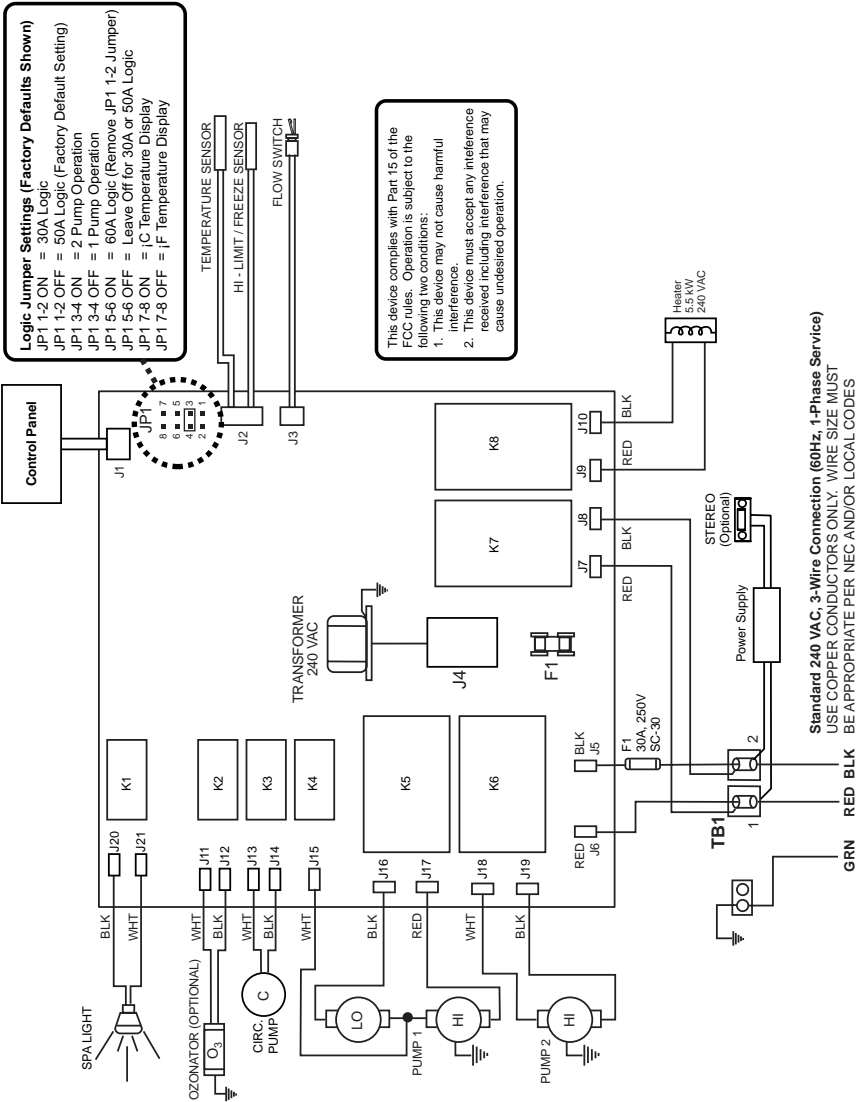 Control Panel
Logic Jumper Settings (Factory Defaults Shown)
JP1 1-2 ON = 30A Logic
JP1 1-2 OFF = 50A Logic (Factory Default Setting)
JP1 3-4 ON = 2 Pump Operation
JP1 3-4 OFF = 1 Pump Operation
JP1 5-6 ON = 60A Logic (Remove JP1 1-2 Jumper)
JP1 5-6 OFF = Leave Off for 30A or 50A Logic
JP1 7-8 ON = ¡C Temperature Display
JP1 7-8 OFF = ¡F Temperature Display
J1
JP1
8 7
6 5
4 3
2 1
J2
J3
TEMPERATURE SENSOR
HI - LIMIT / FREEZE SENSOR
FLOW SWITCH
This device complies with Part 15 of the
FCC rules. Operation is subject to the
following two conditions:
1. This device may not cause harmful
interference.
2. This device must accept any interference
received including interference that may
cause undesired operation.
SPA LIGHT
BLK
WHT
J20
J21
K1
OZONATOR (OPTIONAL)
O3
WHT
BLK
J11
J12
K2
CIRC.
PUMP
C
WHT
BLK
J13
J14
K3
WHT
J15
K4
LO
HI
PUMP 1
BLK
RED
J16
J17
K5
PUMP 2
HI
WHT
BLK
J18
J19
K6
TRANSFORMER
240 VAC
J4
F1
K7
K8
RED
J6
BLK
J5
F1
30A, 250V
SC-30
J7
RED
J8
BLK
J9
RED
J10
BLK
Heater
5.5 kW
240 VAC
TB1
1
2
Power Supply
STEREO
(Optional)
GRN
RED
BLK
Standard 240 VAC, 3-Wire Connection (60Hz, 1-Phase Service)
USE COPPER CONDUCTORS ONLY. WIRE SIZE MUST
BE APPROPRIATE PER NEC AND/OR LOCAL CODES